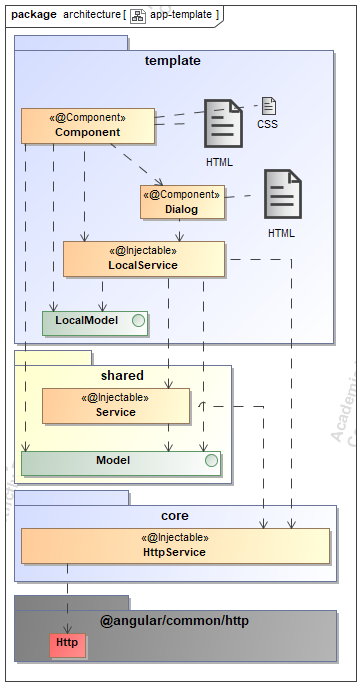 package architecture [ app-template ]
template
«@Component»
Component
CSS
HTML
«@Component»
Dialog
HTML
«@Injectable»
LocalService
LocalModel
shared
«@Injectable»
Service
Model
Academic
core
«@Injectable»
HttpService
@angular/common/http
Http